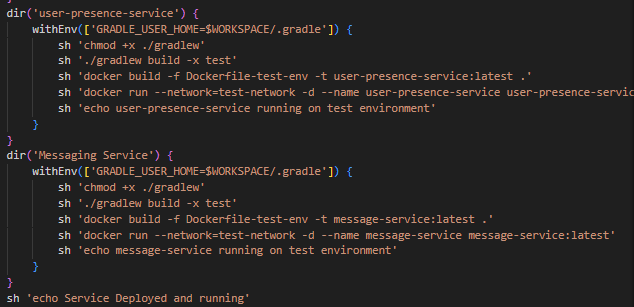 dir('user-presence-service') {
withEnv(['GRADLE_USER_HOME=$WORKSPACE/.gradle']) {
sh 'chmod +x ./gradlew'
sh './gradlew build -x test'
sh 'docker build -f Dockerfile-test-env -t user-presence-service:latest .'
sh 'docker run --network=test-network -d --name user-presence-service user-presence-servic
sh 'echo user-presence-service running on test environment'
}
}
dir('Messaging Service') {
withEnv(['GRADLE_USER_HOME=$WORKSPACE/.gradle']) {
sh 'chmod +x ./gradlew'
sh './gradlew build -x test'
sh 'docker build -f Dockerfile-test-env -t message-service:latest .'
sh 'docker run --network=test-network -d --name message-service message-service:latest'
sh 'echo message-service running on test environment'
}
}
sh 'echo Service Deployed and running'